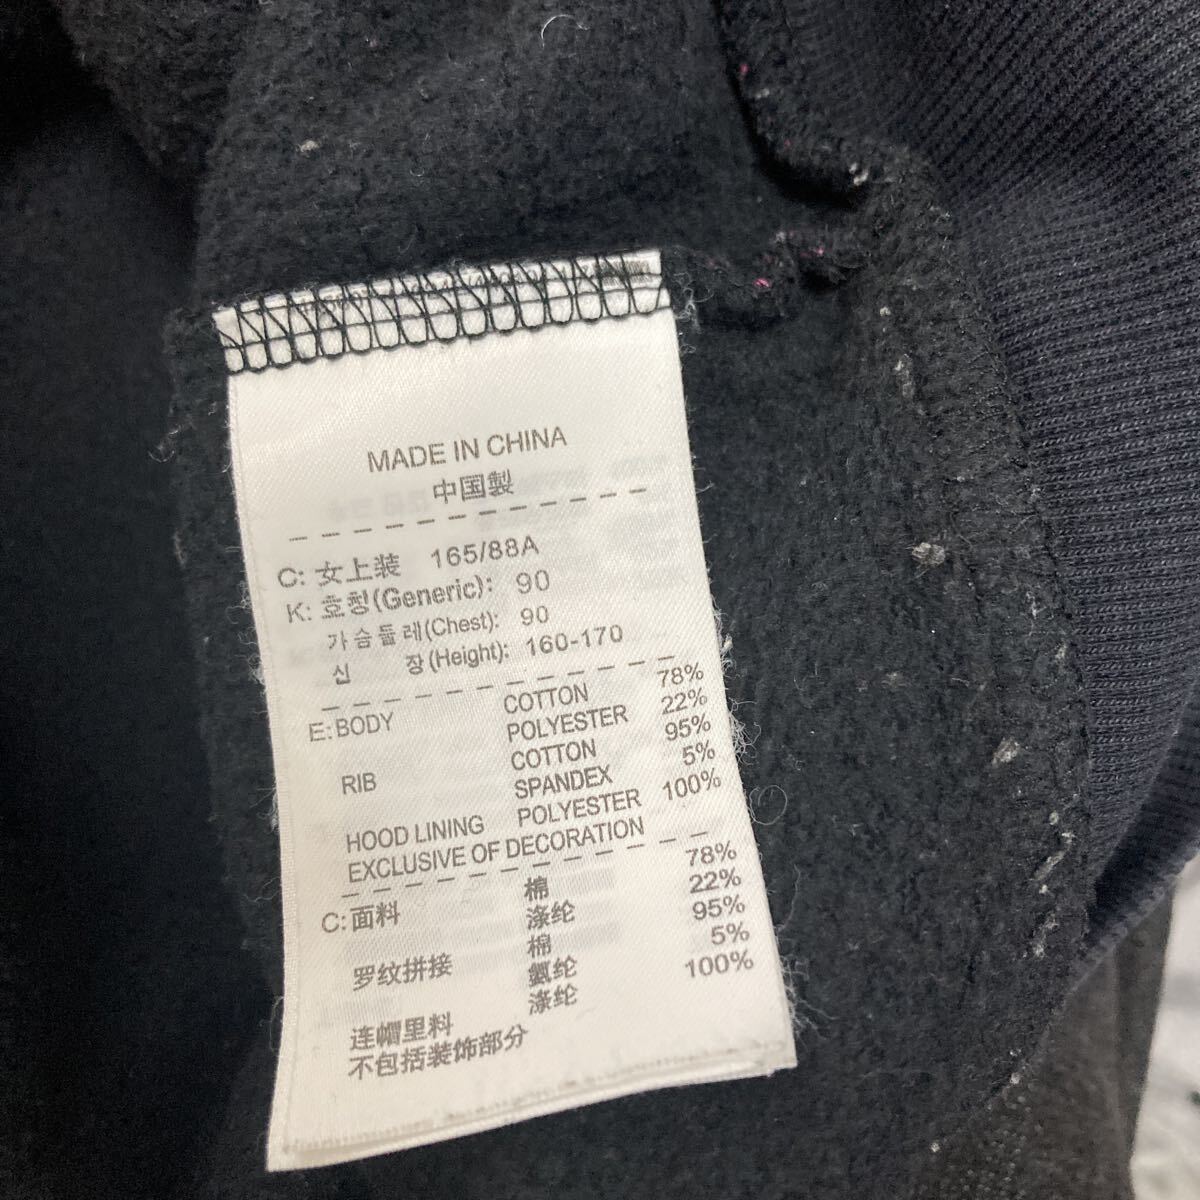 MADE IN CHINA
中国製
C: 女上装 165/88A
K: 호칭(Generic): 90
가슴둘레(Chest): 90
신 장(Height): 160-170
E: BODY COTTON 78%
POLYESTER 22%
RIB COTTON 95%
SPANDEX 5%
HOOD LINING POLYESTER 100%
EXCLUSIVE OF DECORATION
C: 面料 棉 78%
涤纶 22%
罗纹拼接 棉 95%
氨纶 5%
连帽里料 涤纶 100%
不包括装饰部分